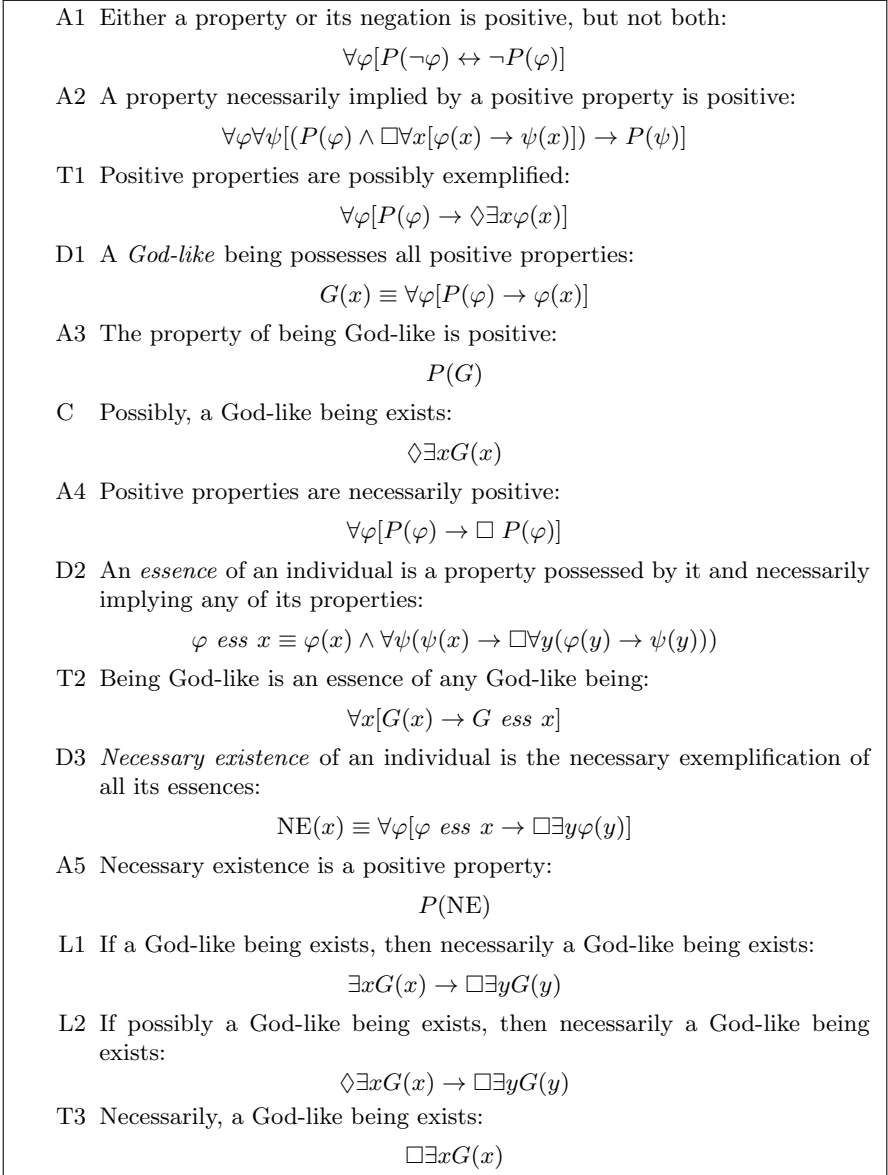 A1 Either a property or its negation is positive, but not both:
∀φ[P(¬φ) ↔ ¬P(φ)]
A2 A property necessarily implied by a positive property is positive:
∀φ∀ψ[(P(φ) ∧ □∀x[φ(x) → ψ(x)]) → P(ψ)]
T1 Positive properties are possibly exemplified:
∀φ[P(φ) → ◊∃xφ(x)]
D1 A God-like being possesses all positive properties:
G(x) ≡ ∀φ[P(φ) → φ(x)]
A3 The property of being God-like is positive:
P(G)
C Possibly, a God-like being exists:
◊∃xG(x)
A4 Positive properties are necessarily positive:
∀φ[P(φ) → □ P(φ)]
D2 An essence of an individual is a property possessed by it and necessarily
implying any of its properties:
φ ess x ≡ φ(x) ∧ ∀ψ(ψ(x) → □∀y(φ(y) → ψ(y)))
T2 Being God-like is an essence of any God-like being:
∀x[G(x) → G ess x]
D3 Necessary existence of an individual is the necessary exemplification of
all its essences:
NE(x) ≡ ∀φ[φ ess x → □∃yφ(y)]
A5 Necessary existence is a positive property:
P(NE)
L1 If a God-like being exists, then necessarily a God-like being exists:
∃xG(x) → □∃yG(y)
L2 If possibly a God-like being exists, then necessarily a God-like being
exists:
◊∃xG(x) → □∃yG(y)
T3 Necessarily, a God-like being exists:
□∃xG(x)